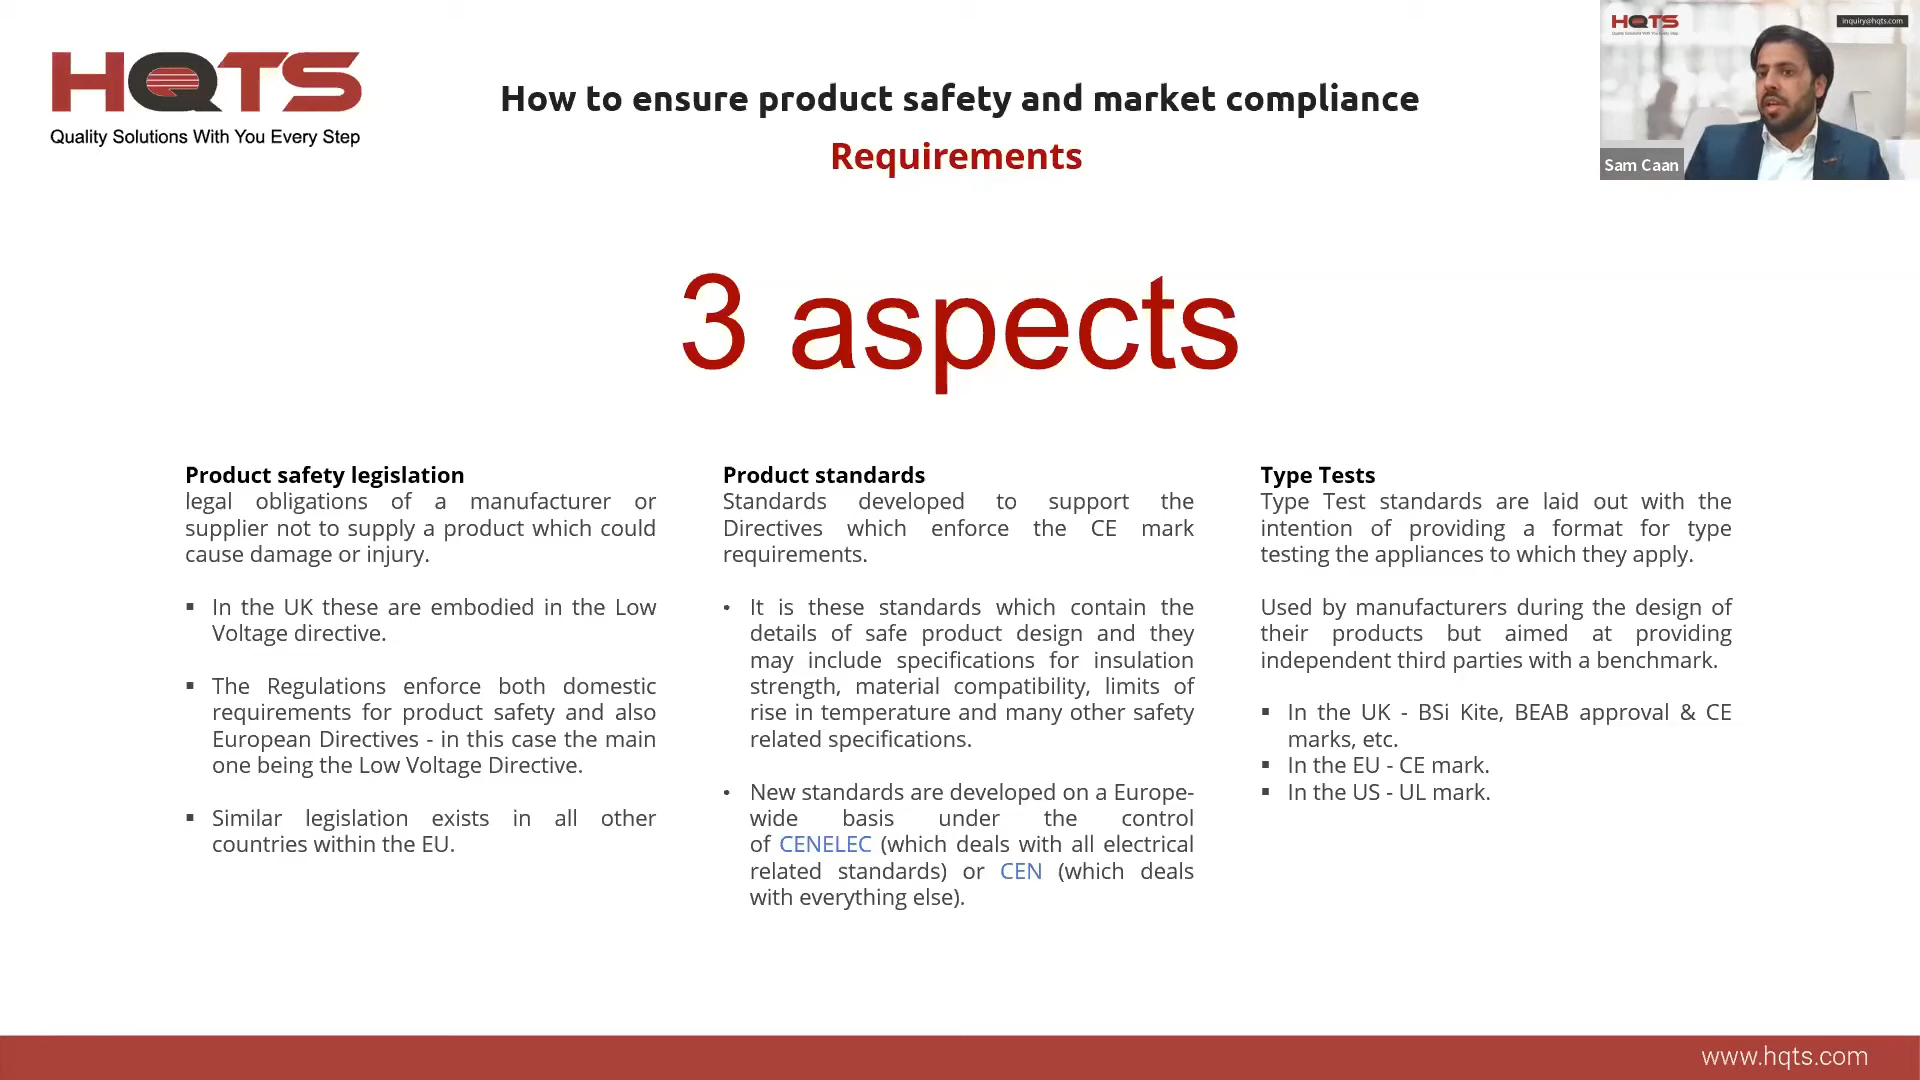 HQTS
Quality Solutions With You Every Step
How to ensure product safety and market compliance
Requirements
HQTS
Quality Solutions With You Every Step
inquiry@hqts.com
Sam Caan
3 aspects
Product safety legislation
legal obligations of a manufacturer or
supplier not to supply a product which could
cause damage or injury.
▪ In the UK these are embodied in the Low
Voltage directive.
▪ The Regulations enforce both domestic
requirements for product safety and also
European Directives - in this case the main
one being the Low Voltage Directive.
▪ Similar legislation exists in all other
countries within the EU.
Product standards
Standards developed to support the
Directives which enforce the CE mark
requirements.
• It is these standards which contain the
details of safe product design and they
may include specifications for insulation
strength, material compatibility, limits of
rise in temperature and many other safety
related specifications.
• New standards are developed on a Europe-
wide basis under the control
of CENELEC (which deals with all electrical
related standards) or CEN (which deals
with everything else).
Type Tests
Type Test standards are laid out with the
intention of providing a format for type
testing the appliances to which they apply.
Used by manufacturers during the design of
their products but aimed at providing
independent third parties with a benchmark.
▪ In the UK - BSi Kite, BEAB approval & CE
marks, etc.
▪ In the EU - CE mark.
▪ In the US - UL mark.
www.hqts.com